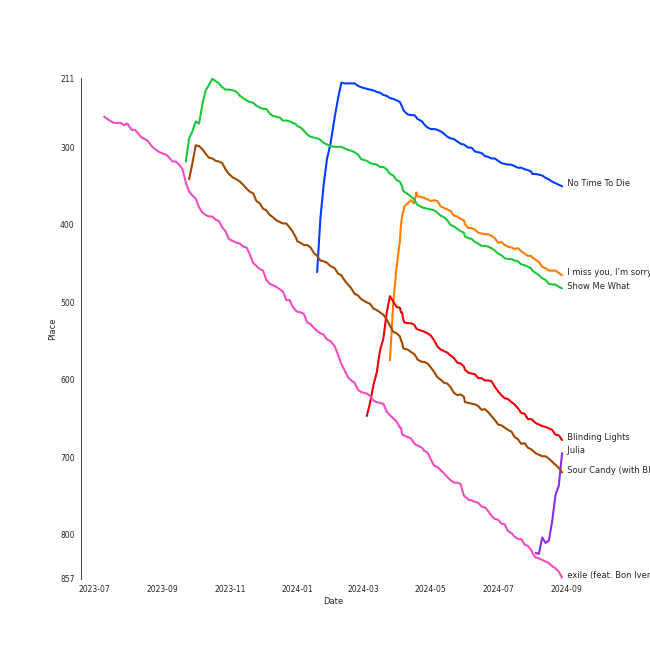 211
300
400
500
600
700
800
857
Place
2023-07
2023-09
2023-11
2024-01
2024-03
2024-05
2024-07
2024-09
Date
No Time To Die
I miss you, I'm sorry
Show Me What
Blinding Lights
Julia
Sour Candy (with Bl
exile (feat. Bon Iver